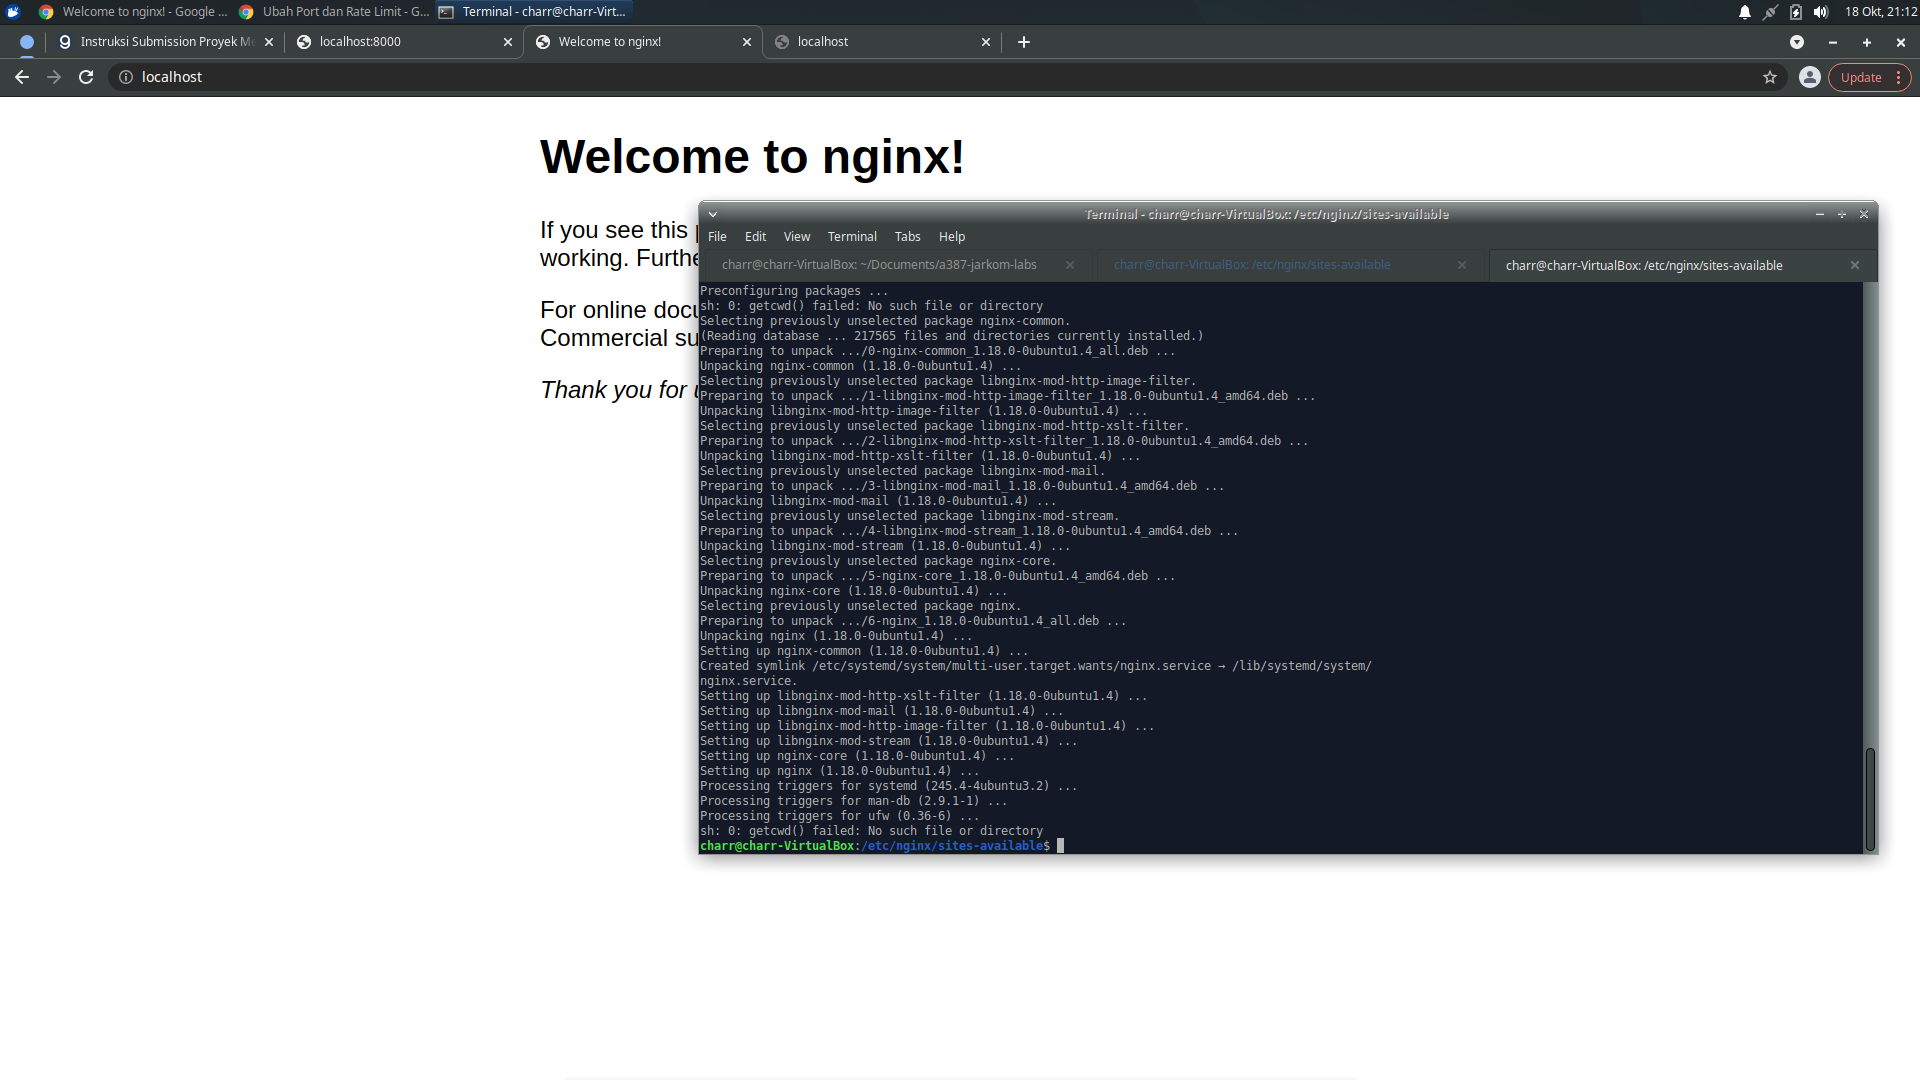 Welcome to nginx! - Google ...
Ubah Port dan Rate Limit - G...
Terminal - charr@charr-Virt...
18 Okt, 21:12
Instruksi Submission Proyek Me
localhost:8000
Welcome to nginx!
localhost
localhost
Update
Welcome to nginx!
If you see this
working. Furthe
For online docu
Commercial su
Thank you for
Terminal - charr@charr-VirtualBox: /etc/nginx/sites-available
File Edit View Terminal Tabs Help
charr@charr-VirtualBox: ~/Documents/a387-jarkom-labs
charr@charr-VirtualBox: /etc/nginx/sites-available
charr@charr-VirtualBox: /etc/nginx/sites-available
Preconfiguring packages ...
sh: 0: getcwd() failed: No such file or directory
Selecting previously unselected package nginx-common.
(Reading database ... 217565 files and directories currently installed.)
Preparing to unpack .../0-nginx-common_1.18.0-0ubuntu1.4_all.deb ...
Unpacking nginx-common (1.18.0-0ubuntu1.4) ...
Selecting previously unselected package libnginx-mod-http-image-filter.
Preparing to unpack .../1-libnginx-mod-http-image-filter_1.18.0-0ubuntu1.4_amd64.deb ...
Unpacking libnginx-mod-http-image-filter (1.18.0-0ubuntu1.4) ...
Selecting previously unselected package libnginx-mod-http-xslt-filter.
Preparing to unpack .../2-libnginx-mod-http-xslt-filter_1.18.0-0ubuntu1.4_amd64.deb ...
Unpacking libnginx-mod-http-xslt-filter (1.18.0-0ubuntu1.4) ...
Selecting previously unselected package libnginx-mod-mail.
Preparing to unpack .../3-libnginx-mod-mail_1.18.0-0ubuntu1.4_amd64.deb ...
Unpacking libnginx-mod-mail (1.18.0-0ubuntu1.4) ...
Selecting previously unselected package libnginx-mod-stream.
Preparing to unpack .../4-libnginx-mod-stream_1.18.0-0ubuntu1.4_amd64.deb ...
Unpacking libnginx-mod-stream (1.18.0-0ubuntu1.4) ...
Selecting previously unselected package nginx-core.
Preparing to unpack .../5-nginx-core_1.18.0-0ubuntu1.4_amd64.deb ...
Unpacking nginx-core (1.18.0-0ubuntu1.4) ...
Selecting previously unselected package nginx.
Preparing to unpack .../6-nginx_1.18.0-0ubuntu1.4_all.deb ...
Unpacking nginx (1.18.0-0ubuntu1.4) ...
Setting up nginx-common (1.18.0-0ubuntu1.4) ...
Created symlink /etc/systemd/system/multi-user.target.wants/nginx.service → /lib/systemd/system/
nginx.service.
Setting up libnginx-mod-http-xslt-filter (1.18.0-0ubuntu1.4) ...
Setting up libnginx-mod-mail (1.18.0-0ubuntu1.4) ...
Setting up libnginx-mod-http-image-filter (1.18.0-0ubuntu1.4) ...
Setting up libnginx-mod-stream (1.18.0-0ubuntu1.4) ...
Setting up nginx-core (1.18.0-0ubuntu1.4) ...
Setting up nginx (1.18.0-0ubuntu1.4) ...
Processing triggers for systemd (245.4-4ubuntu3.2) ...
Processing triggers for man-db (2.9.1-1) ...
Processing triggers for ufw (0.36-6) ...
sh: 0: getcwd() failed: No such file or directory
charr@charr-VirtualBox:/etc/nginx/sites-available$